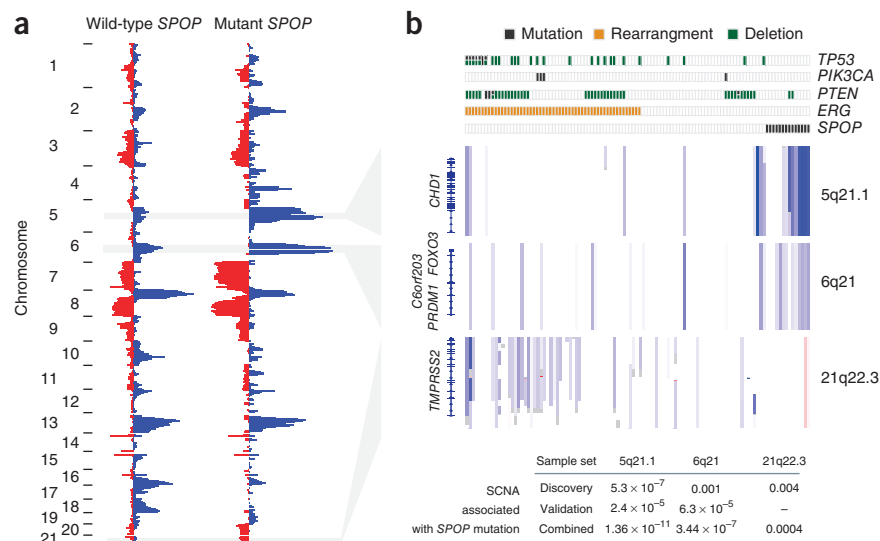 a
Wild-type SPOP
Mutant SPOP
Chromosome
1
2
3
4
5
6
7
8
9
10
11
12
13
14
15
16
17
18
19
20
21
b
Mutation
Rearrangment
Deletion
TP53
PIK3CA
PTEN
ERG
SPOP
CHD1
5q21.1
C6orf203
PRDM1 FOXO3
6q21
TMPRSS2
21q22.3
Sample set 5q21.1 6q21 21q22.3
SCNA Discovery 5.3 × 10⁻⁷ 0.001 0.004
associated Validation 2.4 × 10⁻⁵ 6.3 × 10⁻⁵ –
with SPOP mutation Combined 1.36 × 10⁻¹¹ 3.44 × 10⁻⁷ 0.0004